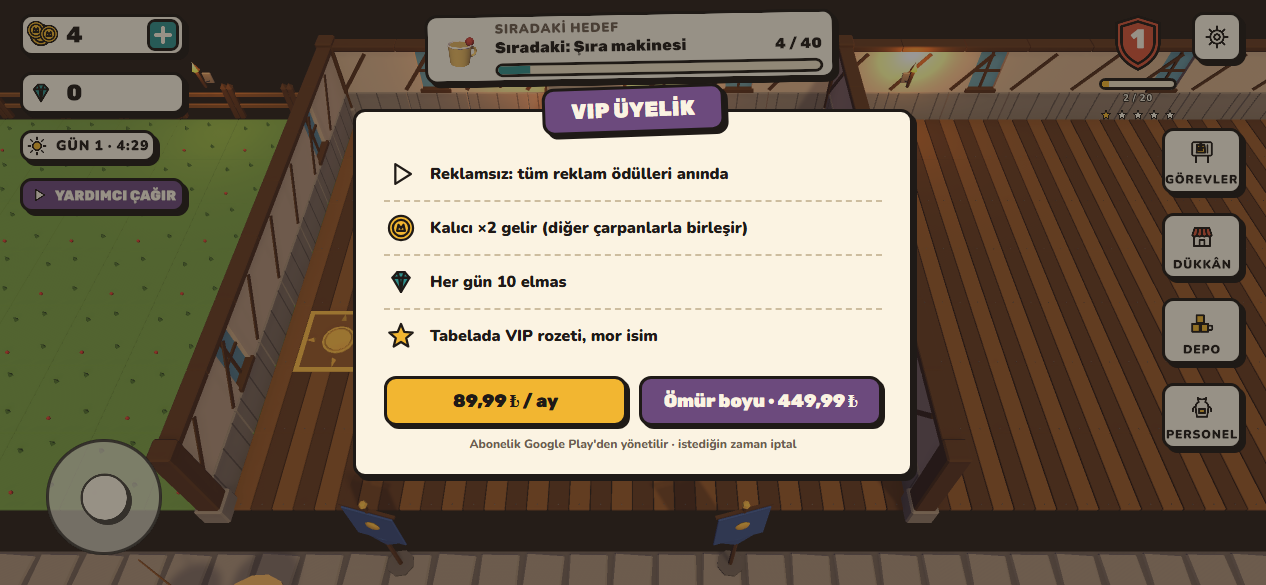 4
0
SIRADAKİ HEDEF
Sıradaki: Şıra makinesi
4 / 40
1
2 / 20
GÜN 1 · 4:29
YARDIMCI ÇAĞIR
VIP ÜYELİK
Reklamsız: tüm reklam ödülleri anında
Kalıcı ×2 gelir (diğer çarpanlarla birleşir)
Her gün 10 elmas
Tabelada VIP rozeti, mor isim
89,99 ₺ / ay
Ömür boyu • 449,99 ₺
Abonelik Google Play'den yönetilir · istediğin zaman iptal
GÖREVLER
DÜKKÂN
DEPO
PERSONEL